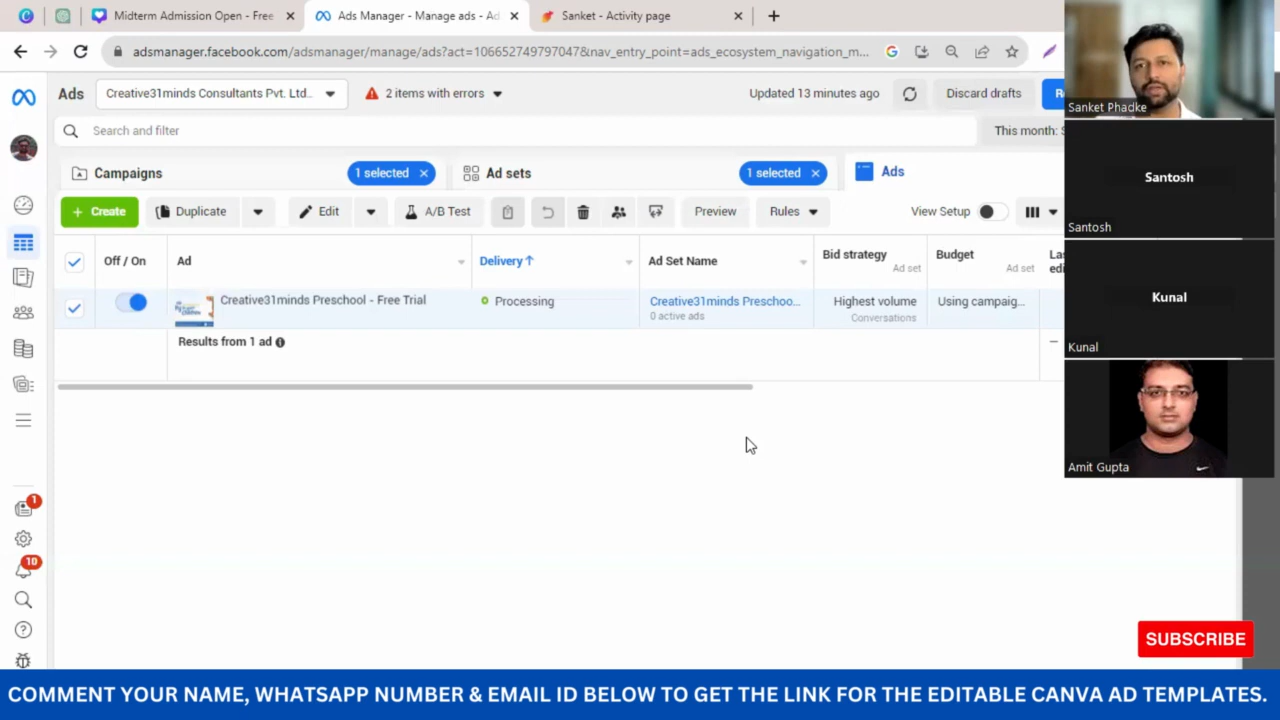 Midterm Admission Open - Free
Ads Manager - Manage ads - Ad
Sanket - Activity page
adsmanager.facebook.com/adsmanager/manage/ads?act=1066527497970478&nav_entry_point=ads_ecosystem_navigation_m...
Ads
Creative31minds Consultants Pvt. Ltd...
2 items with errors
Updated 13 minutes ago
Discard drafts
Search and filter
This month:
Campaigns
1 selected
Ad sets
1 selected
Ads
Create
Duplicate
Edit
A/B Test
Preview
Rules
View Setup
Off / On
Ad
Delivery ↑
Ad Set Name
Bid strategy
Ad set
Budget
Ad set
Creative31minds Preschool - Free Trial
Processing
Creative31minds Preschoo...
0 active ads
Highest volume
Conversations
Using campaig...
Results from 1 ad
1
10
Sanket Phadke
Santosh
Santosh
Kunal
Kunal
Amit Gupta
SUBSCRIBE
COMMENT YOUR NAME, WHATSAPP NUMBER & EMAIL ID BELOW TO GET THE LINK FOR THE EDITABLE CANVA AD TEMPLATES.